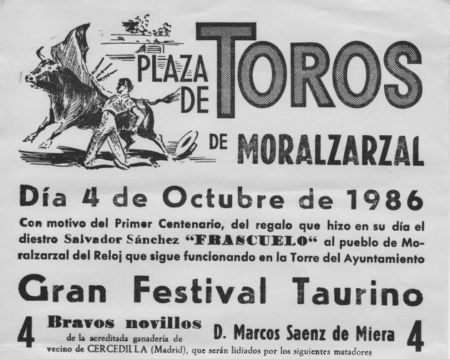 PLAZA DE TOROS
DE MORALZARZAL
Día 4 de Octubre de 1986
Con motivo del Primer Centenario, del regalo que hizo en su día el
diestro Salvador Sánchez "FRASCUELO" al pueblo de Mo-
ralzarzal del Reloj que sigue funcionando en la Torre del Ayuntamiento
Gran Festival Taurino
4 Bravos novillos D. Marcos Saenz de Miera 4
de la acreditada ganadería de
vecino de CERCEDILLA (Madrid), que serán lidiados por los siguientes matadores